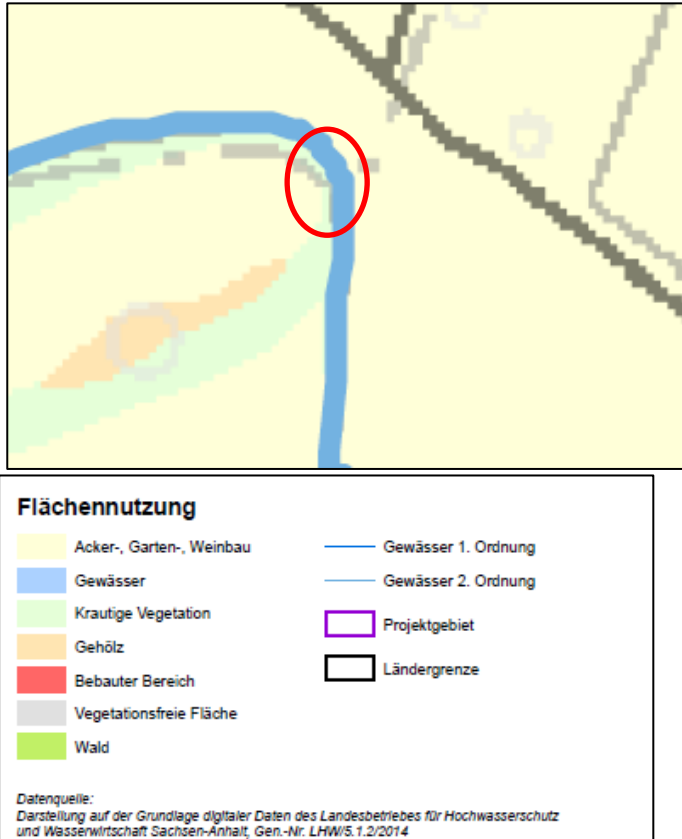 Flächennutzung
Acker-, Garten-, Weinbau
Gewässer
Krautige Vegetation
Gehölz
Bebauter Bereich
Vegetationsfreie Fläche
Wald
Gewässer 1. Ordnung
Gewässer 2. Ordnung
Projektgebiet
Ländergrenze
Datenquelle:
Darstellung auf der Grundlage digitaler Daten des Landesbetriebes für Hochwasserschutz
und Wasserwirtschaft Sachsen-Anhalt, Gen.-Nr. LHW/5.1.2/2014